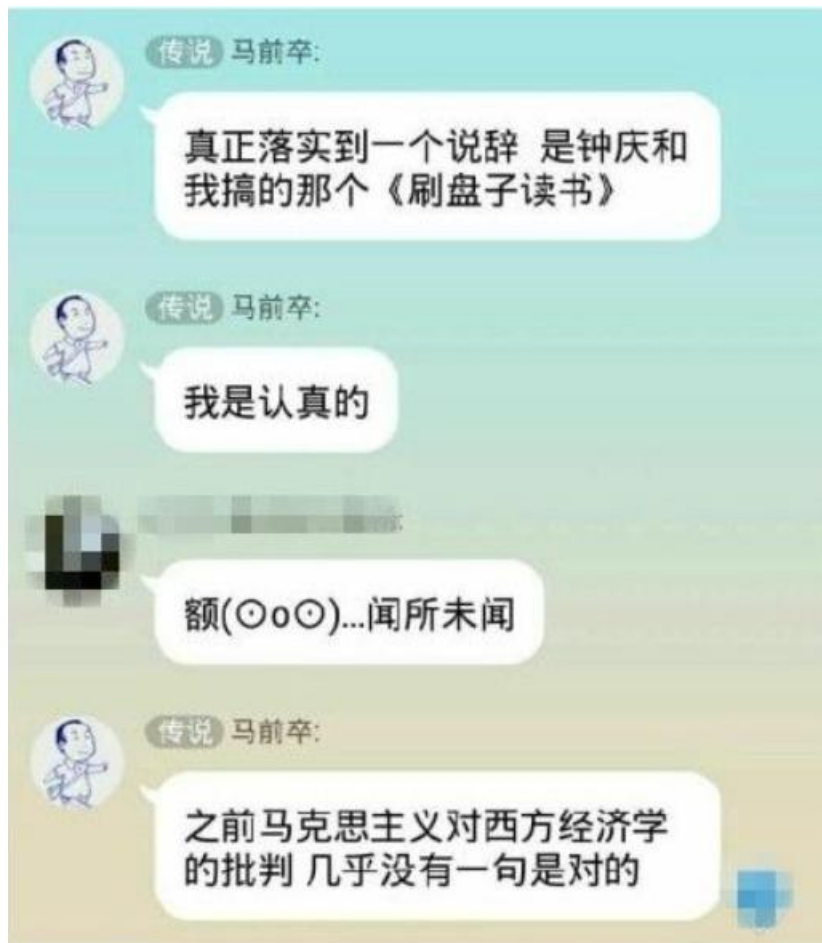 传说 马前卒:
真正落实到一个说辞 是钟庆和
我搞的那个《刷盘子读书》
传说 马前卒:
我是认真的
额(⊙o⊙)...闻所未闻
传说 马前卒:
之前马克思主义对西方经济学
的批判 几乎没有一句是对的